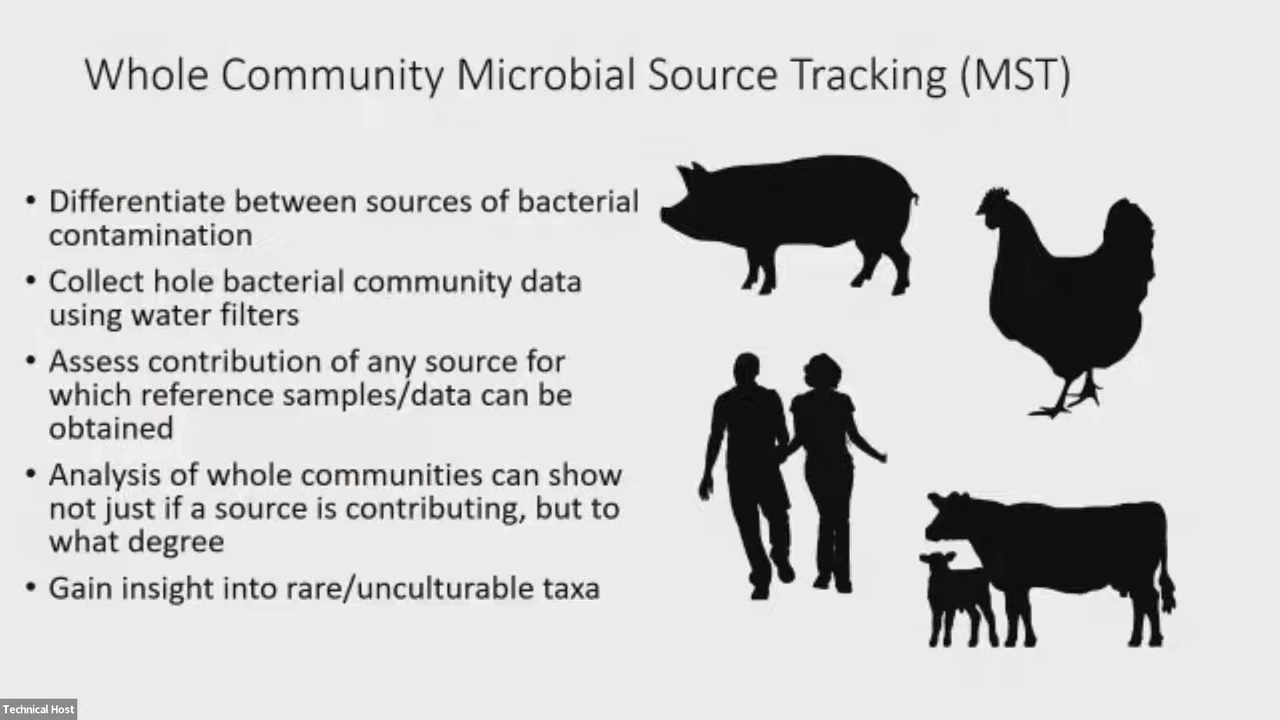 Whole Community Microbial Source Tracking (MST)
• Differentiate between sources of bacterial
contamination
• Collect hole bacterial community data
using water filters
• Assess contribution of any source for
which reference samples/data can be
obtained
• Analysis of whole communities can show
not just if a source is contributing, but to
what degree
• Gain insight into rare/unculturable taxa
Technical Host